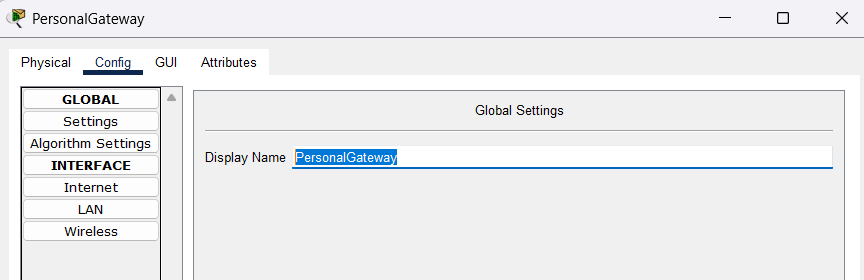 PersonalGateway
Physical Config GUI Attributes
GLOBAL
Settings
Algorithm Settings
INTERFACE
Internet
LAN
Wireless
Global Settings
Display Name PersonalGateway